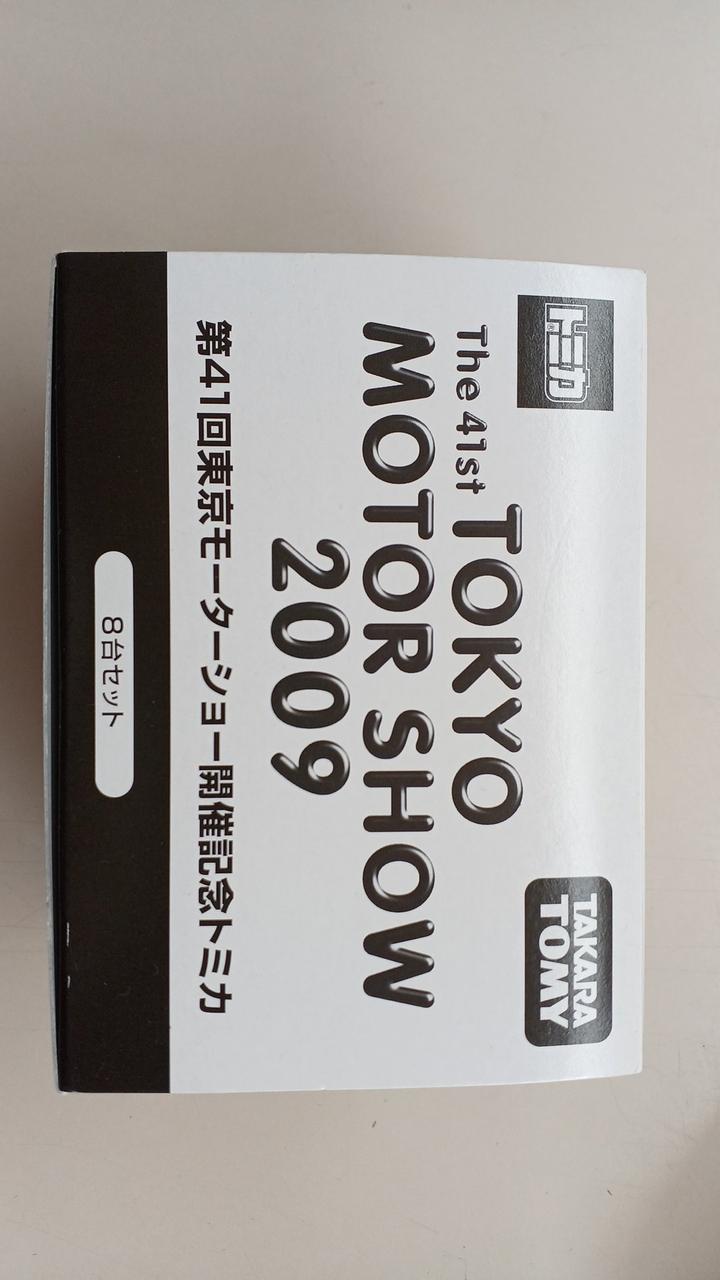 トミカ
TAKARA
TOMY
The 41st TOKYO
MOTOR SHOW
2009
第41回東京モーターショー開催記念トミカ
8台セット